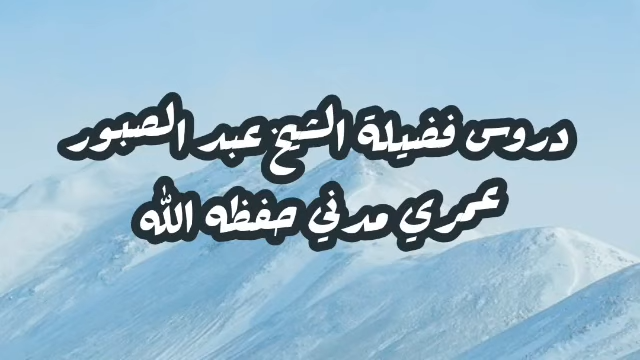 دروس فضيلة الشيخ عبد الصبور
عمري مدني حفظه الله